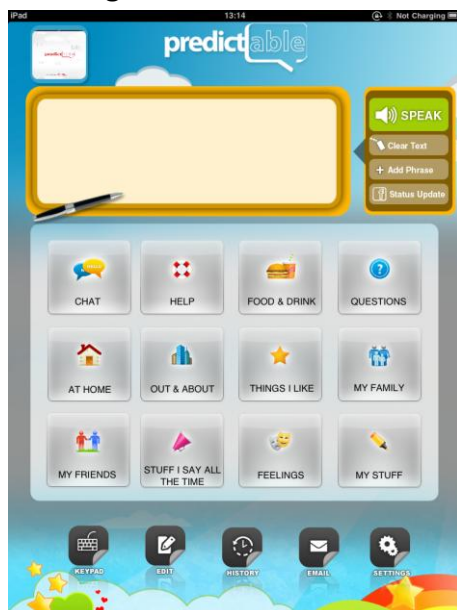 iPad 13:14 Not Charging
predictable
SPEAK
Clear Text
+ Add Phrase
Status Update
CHAT HELP FOOD & DRINK QUESTIONS
AT HOME OUT & ABOUT THINGS I LIKE MY FAMILY
MY FRIENDS STUFF I SAY ALL THE TIME FEELINGS MY STUFF
KEYPAD EDIT HISTORY EMAIL SETTINGS